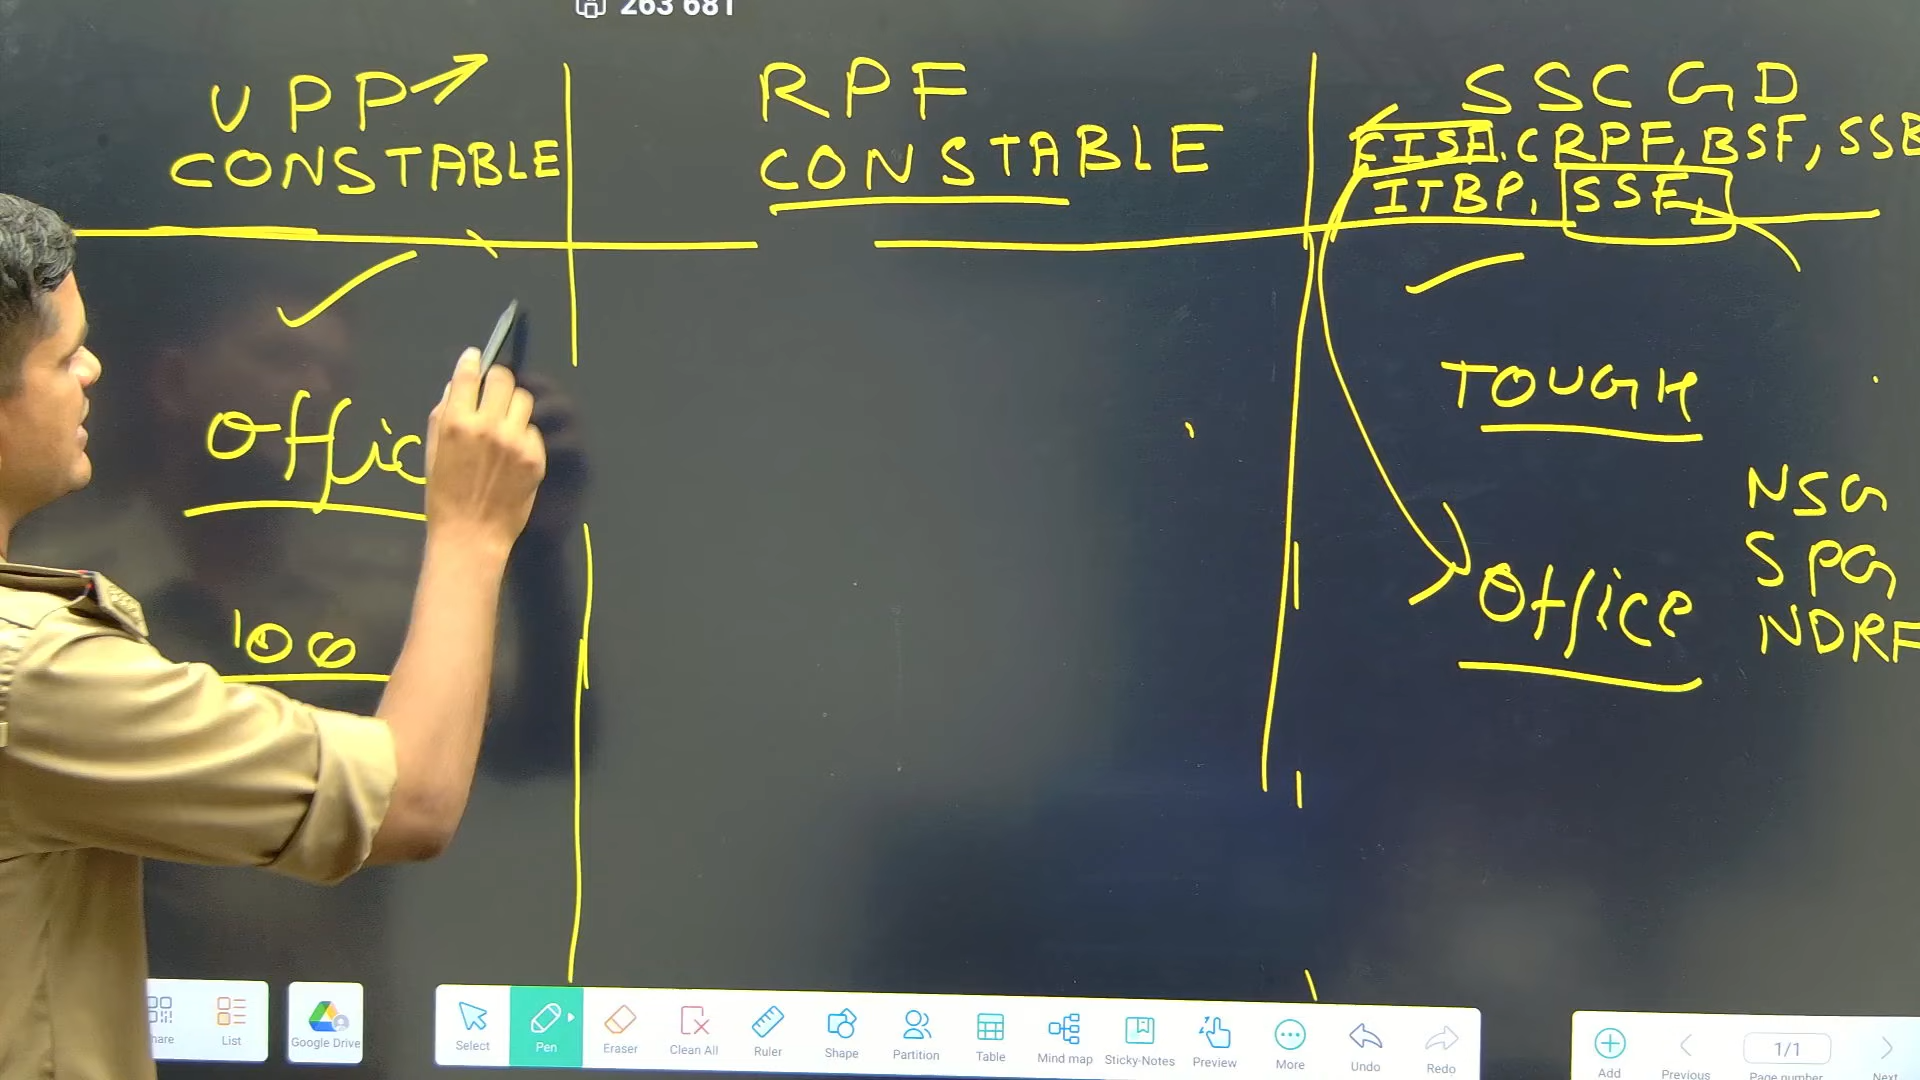 263 681
UPP
CONSTABLE
Offic
100
RPF
CONSTABLE
SSC GD
CISF, CRPF, BSF, SSB
ITBP, SSF,
TOUGH
Office
NSG
SPG
NDRF
hare
List
Google Drive
Select
Pen
Eraser
Clean All
Ruler
Shape
Partition
Table
Mind map
Sticky-Notes
Preview
More
Undo
Redo
Add
Previous
1/1
Page number
Next